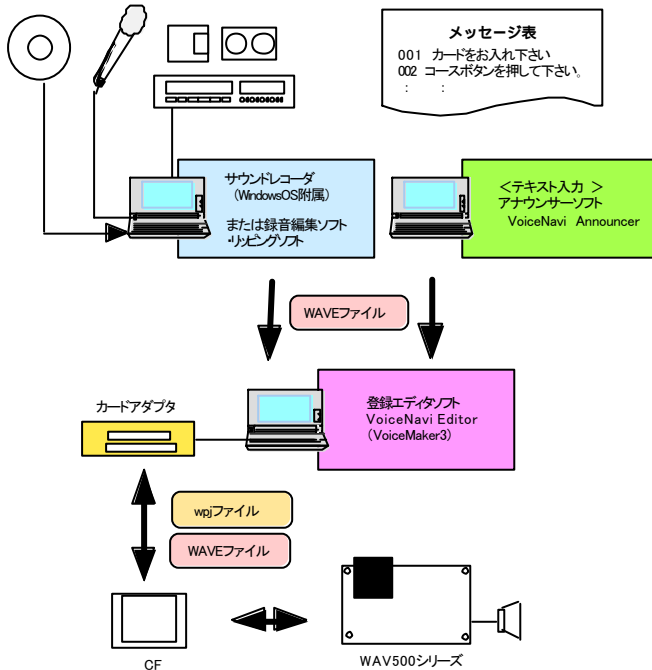 メッセージ表
001 カードをお入れ下さい
002 コースボタンを押して下さい。
: :
サウンドレコーダ
(WindowsOS附属)
または録音編集ソフト
・リッピングソフト
<テキスト入力 >
アナウンサーソフト
VoiceNavi Announcer
WAVEファイル
カードアダプタ
登録エディタソフト
VoiceNavi Editor
(VoiceMaker3)
wpjファイル
WAVEファイル
CF
WAV500シリーズ